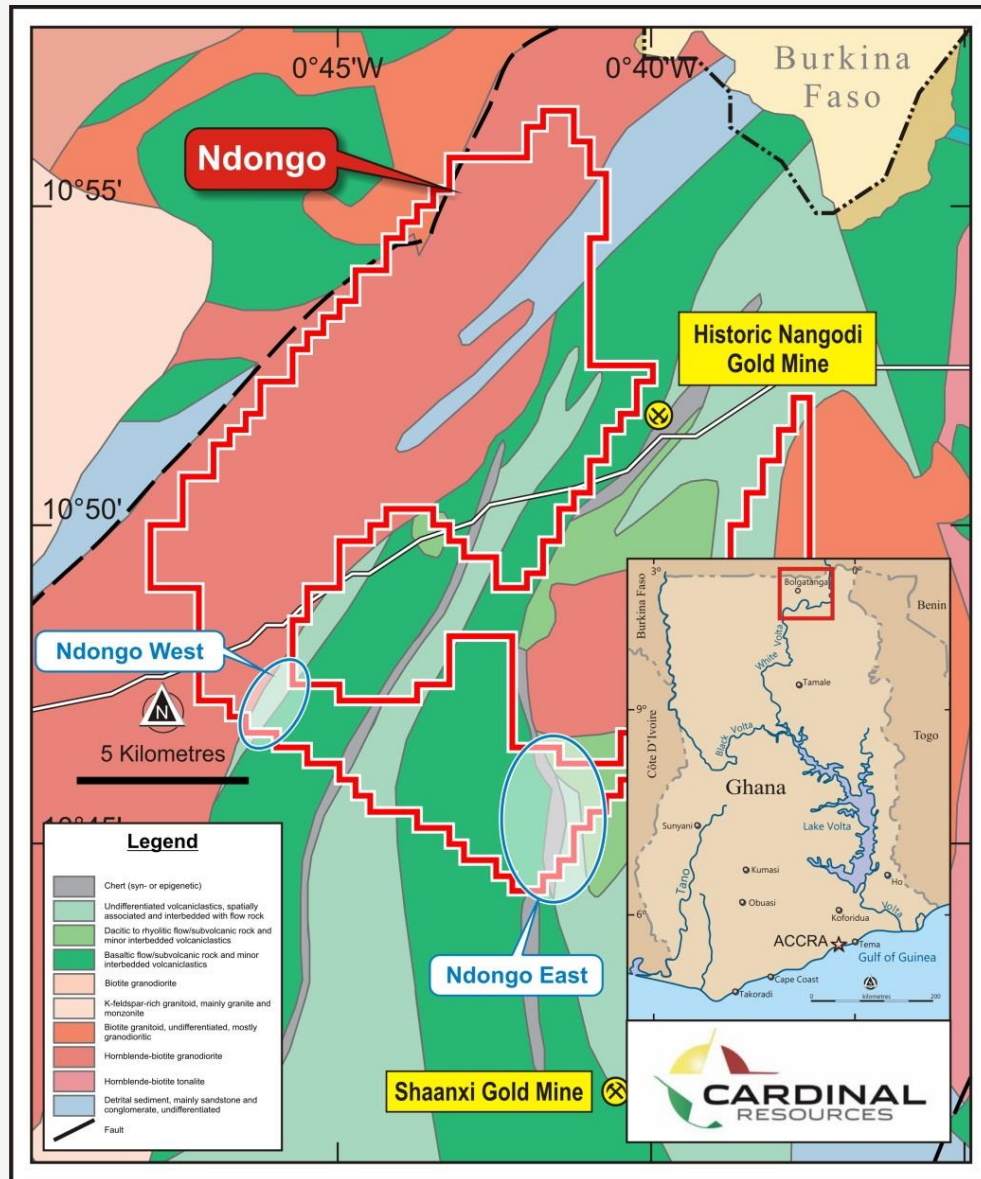 0°45'W
0°40'W
Burkina
Faso
Ndongo
10°55'
Historic Nangodi
Gold Mine
10°50'
Ndongo West
N
5 Kilometres
10°45'
Ndongo East
Shaanxi Gold Mine
Legend
Chert (syn- or epigenetic)
Undifferentiated volcaniclastics, spatially
associated and interbedded with flow rock
Dacitic to rhyolitic flow/subvolcanic rock and
minor interbedded volcaniclastics
Basaltic flow/subvolcanic rock and minor
interbedded volcaniclastics
Biotite granodiorite
K-feldspar-rich granitoid, mainly granite and
monzonite
Biotite granitoid, undifferentiated, mostly
granodioritic
Hornblende-biotite granodiorite
Hornblende-biotite tonalite
Detrital sediment, mainly sandstone and
conglomerate, undifferentiated
Fault
3°
0°
Bolgatanga
Burkina Faso
Benin
White Volta
Tamale
9°
Black Volta
Togo
Côte D'Ivoire
Ghana
Sunyani
Lake Volta
Tano
Kumasi
Ho
Obuasi
Volta
6°
Koforidua
ACCRA
Tema
Gulf of Guinea
Cape Coast
Takoradi
kilometres
0
200
CARDINAL
RESOURCES